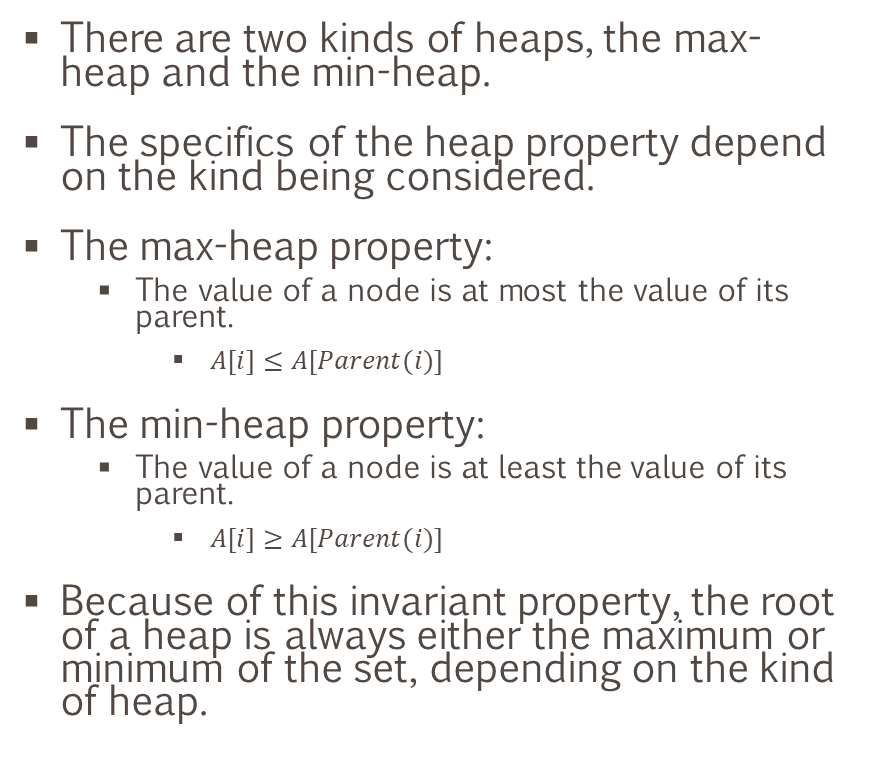 ▪ There are two kinds of heaps, the max-
heap and the min-heap.
▪ The specifics of the heap property depend
on the kind being considered.
▪ The max-heap property:
▪ The value of a node is at most the value of its
parent.
▪ A[i] ≤ A[Parent(i)]
▪ The min-heap property:
▪ The value of a node is at least the value of its
parent.
▪ A[i] ≥ A[Parent(i)]
▪ Because of this invariant property, the root
of a heap is always either the maximum or
minimum of the set, depending on the kind
of heap.